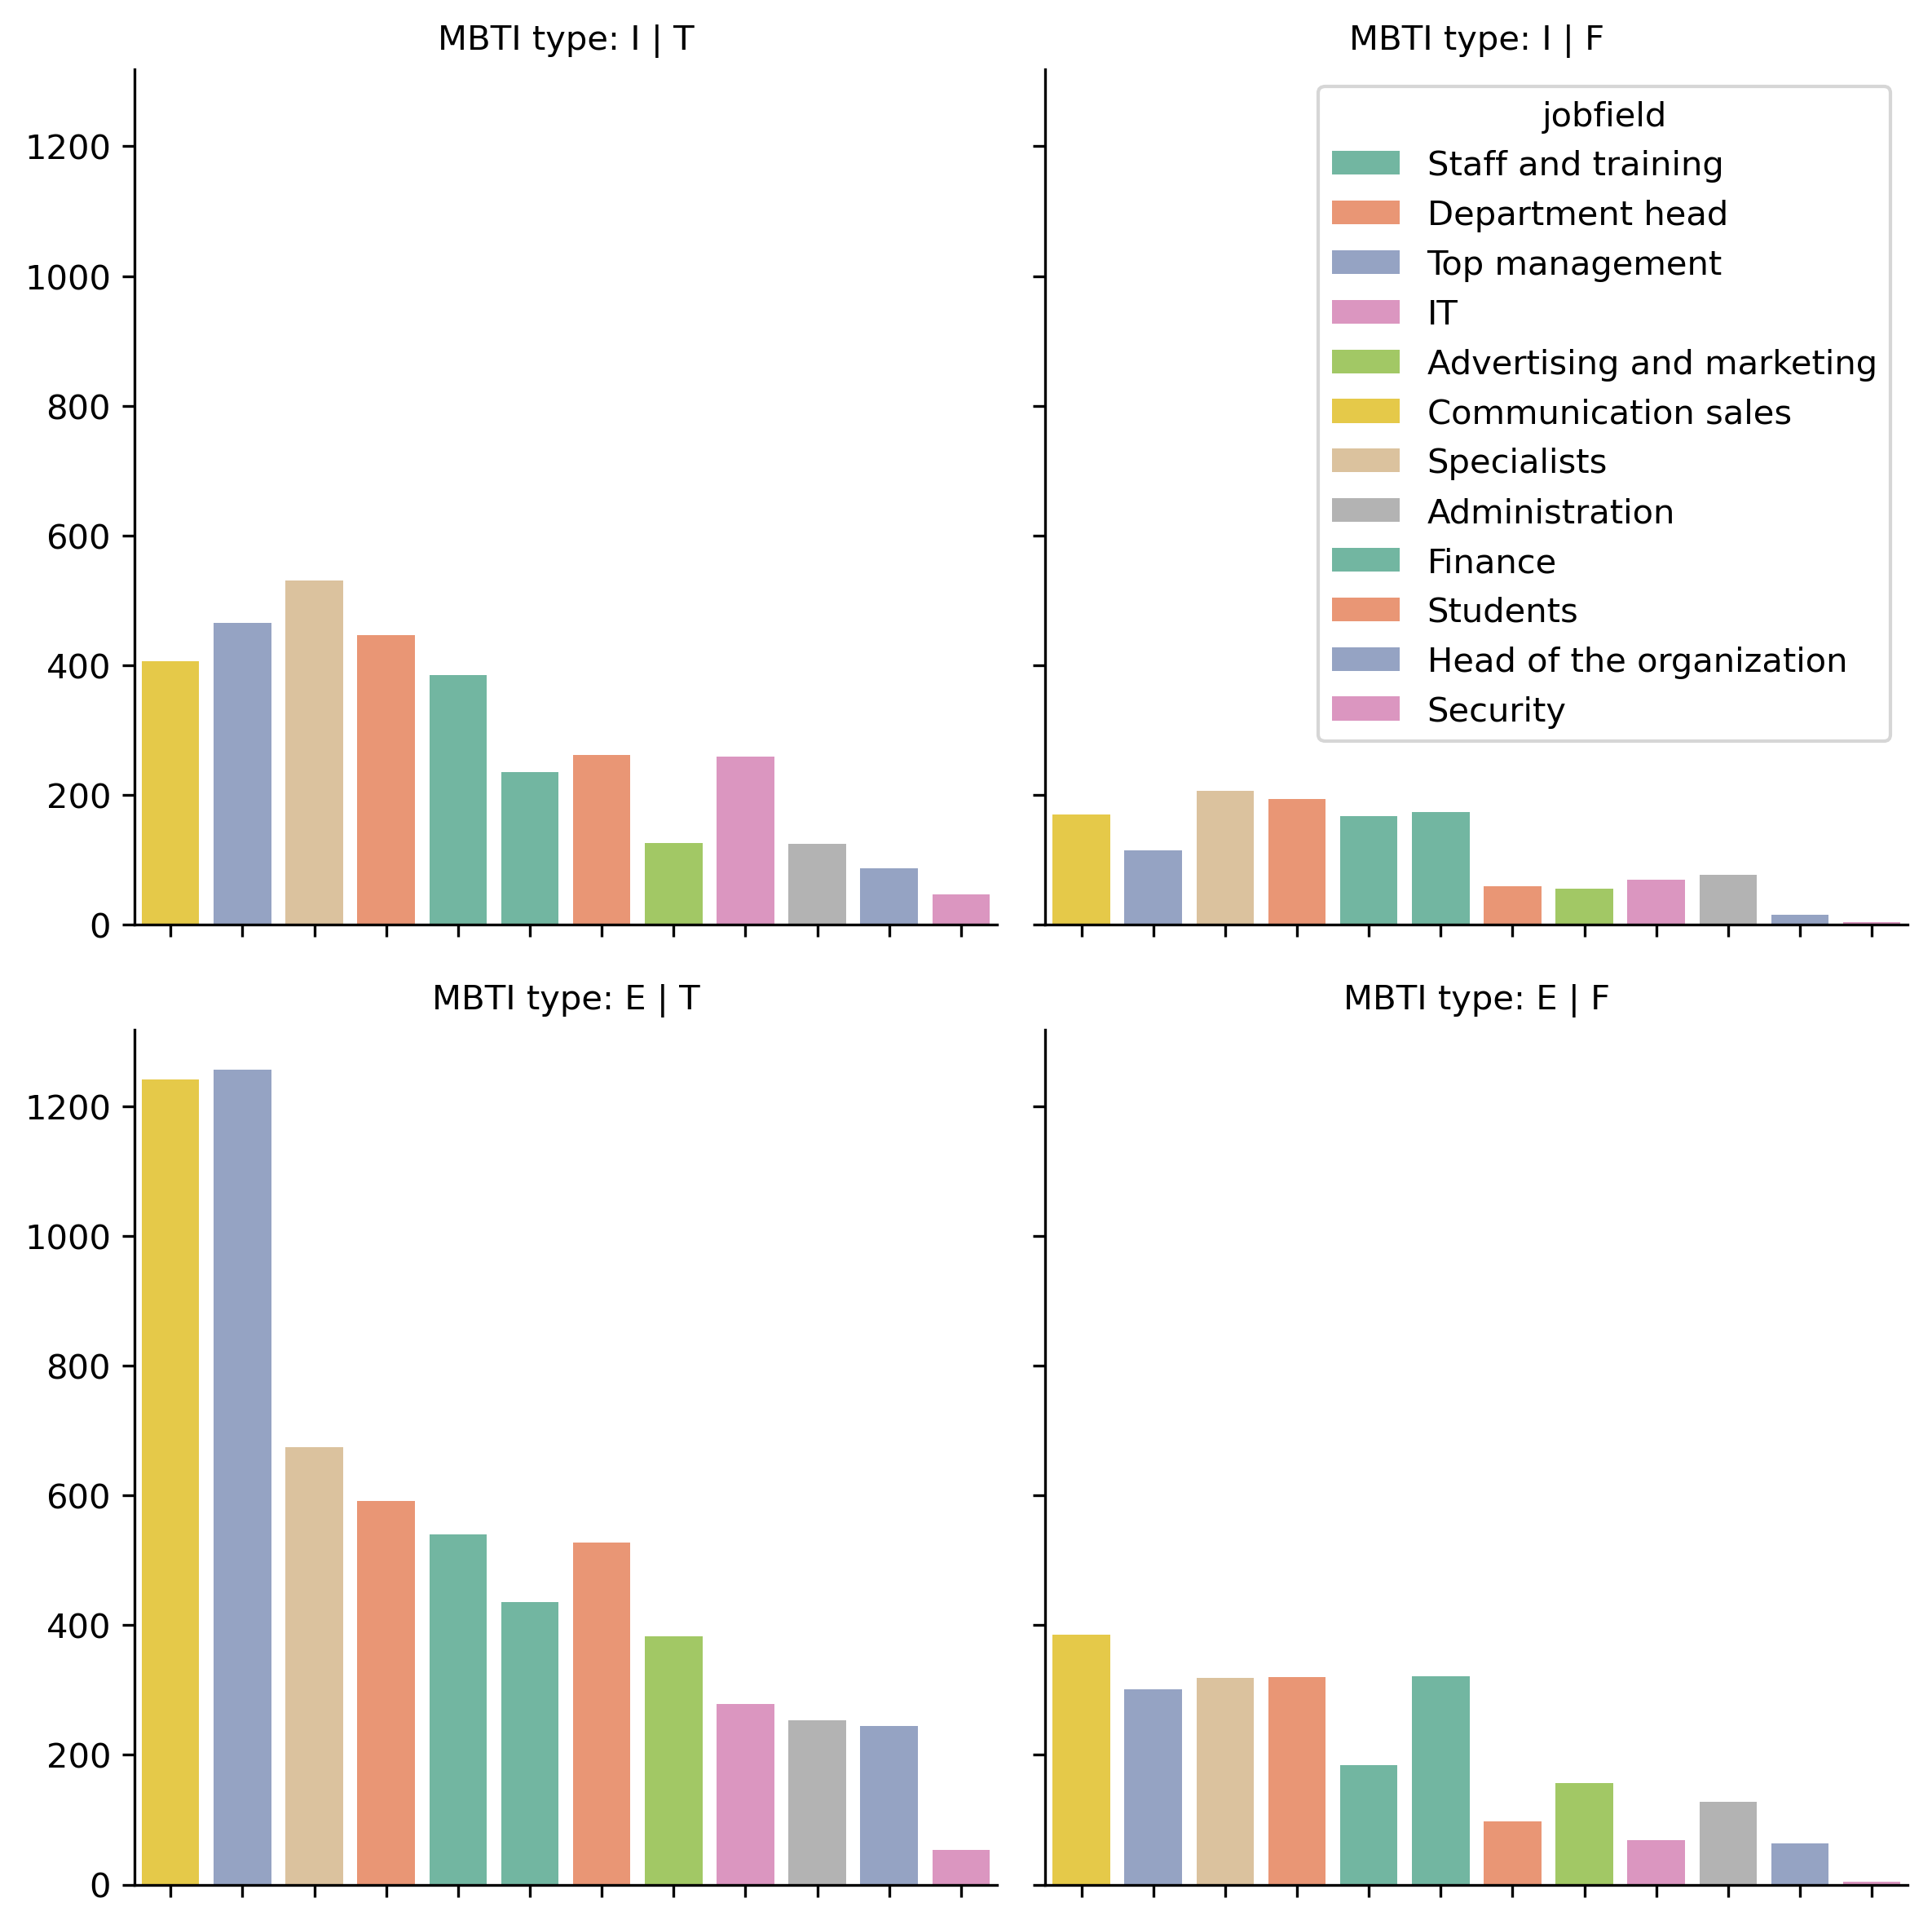 MBTI type: I | T
1200
1000
800
600
400
200
0
MBTI type: I | F
jobfield
Staff and training
Department head
Top management
IT
Advertising and marketing
Communication sales
Specialists
Administration
Finance
Students
Head of the organization
Security
MBTI type: E | T
1200
1000
800
600
400
200
0
MBTI type: E | F